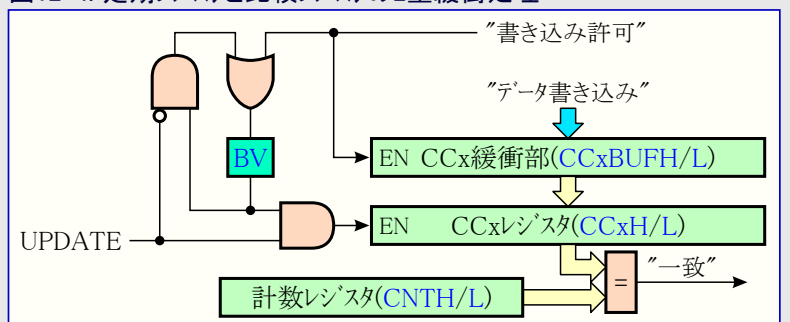 "書き込み許可"
"データ書き込み"
BV
EN CCx緩衝部(CCxBUFH/L)
EN CCxレジスタ(CCxH/L)
UPDATE
"一致"
=
計数レジスタ(CNTH/L)